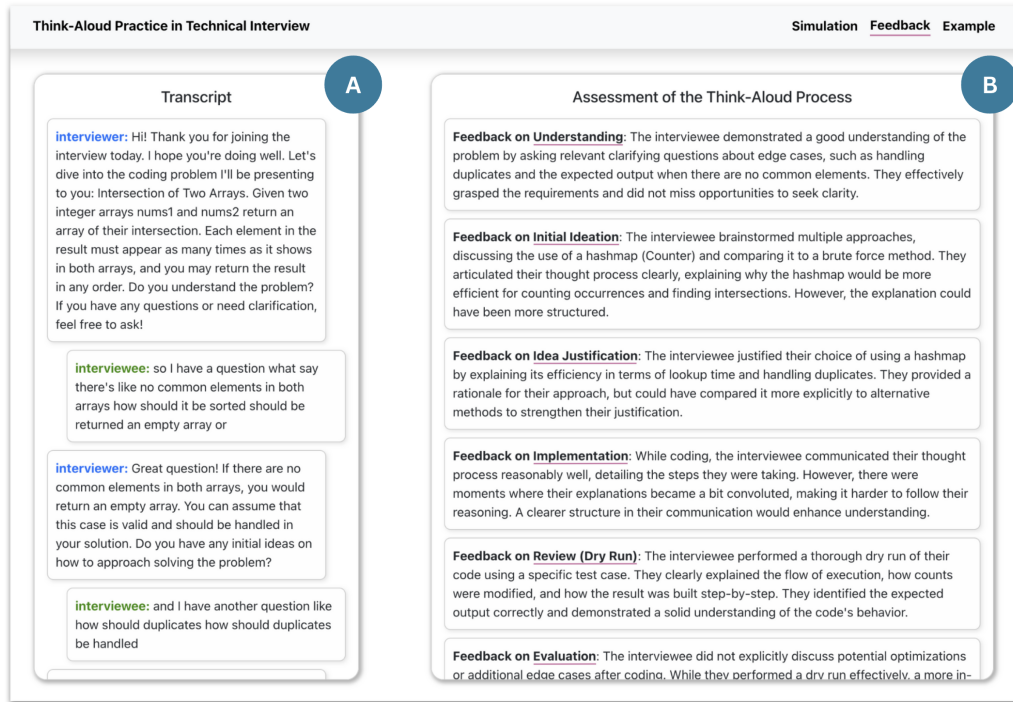 Think-Aloud Practice in Technical Interview
Simulation Feedback Example
A
Transcript
interviewer: Hi! Thank you for joining the
interview today. I hope you're doing well. Let's
dive into the coding problem I'll be presenting
to you: Intersection of Two Arrays. Given two
integer arrays nums1 and nums2 return an
array of their intersection. Each element in the
result must appear as many times as it shows
in both arrays, and you may return the result
in any order. Do you understand the problem?
If you have any questions or need clarification,
feel free to ask!
interviewee: so I have a question what say
there's like no common elements in both
arrays how should it be sorted should be
returned an empty array or
interviewer: Great question! If there are no
common elements in both arrays, you would
return an empty array. You can assume that
this case is valid and should be handled in
your solution. Do you have any initial ideas on
how to approach solving the problem?
interviewee: and I have another question like
how should duplicates how should duplicates
be handled
B
Assessment of the Think-Aloud Process
Feedback on Understanding: The interviewee demonstrated a good understanding of the
problem by asking relevant clarifying questions about edge cases, such as handling
duplicates and the expected output when there are no common elements. They effectively
grasped the requirements and did not miss opportunities to seek clarity.
Feedback on Initial Ideation: The interviewee brainstormed multiple approaches,
discussing the use of a hashmap (Counter) and comparing it to a brute force method. They
articulated their thought process clearly, explaining why the hashmap would be more
efficient for counting occurrences and finding intersections. However, the explanation could
have been more structured.
Feedback on Idea Justification: The interviewee justified their choice of using a hashmap
by explaining its efficiency in terms of lookup time and handling duplicates. They provided a
rationale for their approach, but could have compared it more explicitly to alternative
methods to strengthen their justification.
Feedback on Implementation: While coding, the interviewee communicated their thought
process reasonably well, detailing the steps they were taking. However, there were
moments where their explanations became a bit convoluted, making it harder to follow their
reasoning. A clearer structure in their communication would enhance understanding.
Feedback on Review (Dry Run): The interviewee performed a thorough dry run of their
code using a specific test case. They clearly explained the flow of execution, how counts
were modified, and how the result was built step-by-step. They identified the expected
output correctly and demonstrated a solid understanding of the code's behavior.
Feedback on Evaluation: The interviewee did not explicitly discuss potential optimizations
or additional edge cases after coding. While they performed a dry run effectively, a more in-